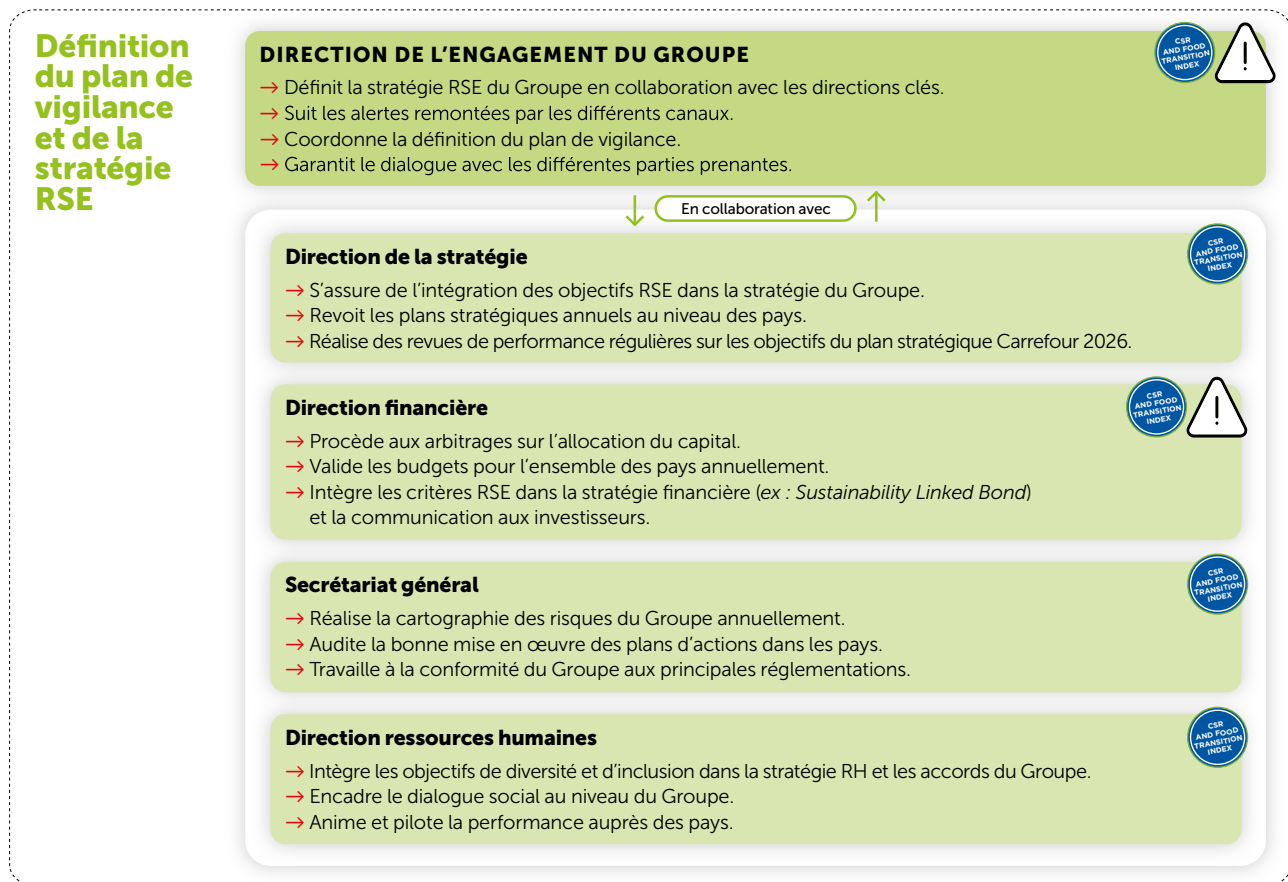 Définition
du plan de
vigilance
et de la
stratégie
RSE
DIRECTION DE L’ENGAGEMENT DU GROUPE
→ Définit la stratégie RSE du Groupe en collaboration avec les directions clés.
→ Suit les alertes remontées par les différents canaux.
→ Coordonne la définition du plan de vigilance.
→ Garantit le dialogue avec les différentes parties prenantes.
CSR
AND FOOD
TRANSITION
INDEX
!
En collaboration avec
Direction de la stratégie
→ S’assure de l’intégration des objectifs RSE dans la stratégie du Groupe.
→ Revoit les plans stratégiques annuels au niveau des pays.
→ Réalise des revues de performance régulières sur les objectifs du plan stratégique Carrefour 2026.
CSR
AND FOOD
TRANSITION
INDEX
Direction financière
→ Procède aux arbitrages sur l’allocation du capital.
→ Valide les budgets pour l’ensemble des pays annuellement.
→ Intègre les critères RSE dans la stratégie financière (ex : Sustainability Linked Bond)
et la communication aux investisseurs.
CSR
AND FOOD
TRANSITION
INDEX
!
Secrétariat général
→ Réalise la cartographie des risques du Groupe annuellement.
→ Audite la bonne mise en œuvre des plans d’actions dans les pays.
→ Travaille à la conformité du Groupe aux principales réglementations.
CSR
AND FOOD
TRANSITION
INDEX
Direction ressources humaines
→ Intègre les objectifs de diversité et d’inclusion dans la stratégie RH et les accords du Groupe.
→ Encadre le dialogue social au niveau du Groupe.
→ Anime et pilote la performance auprès des pays.
CSR
AND FOOD
TRANSITION
INDEX